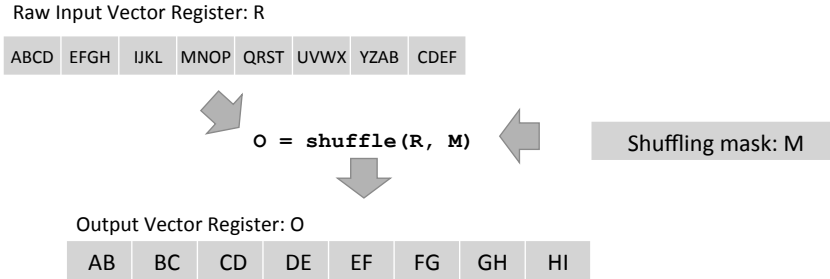 Raw Input Vector Register: R
ABCD EFGH IJKL MNOP QRST UVWX YZAB CDEF
O = shuffle(R, M)
Shuffling mask: M
Output Vector Register: O
AB BC CD DE EF FG GH HI